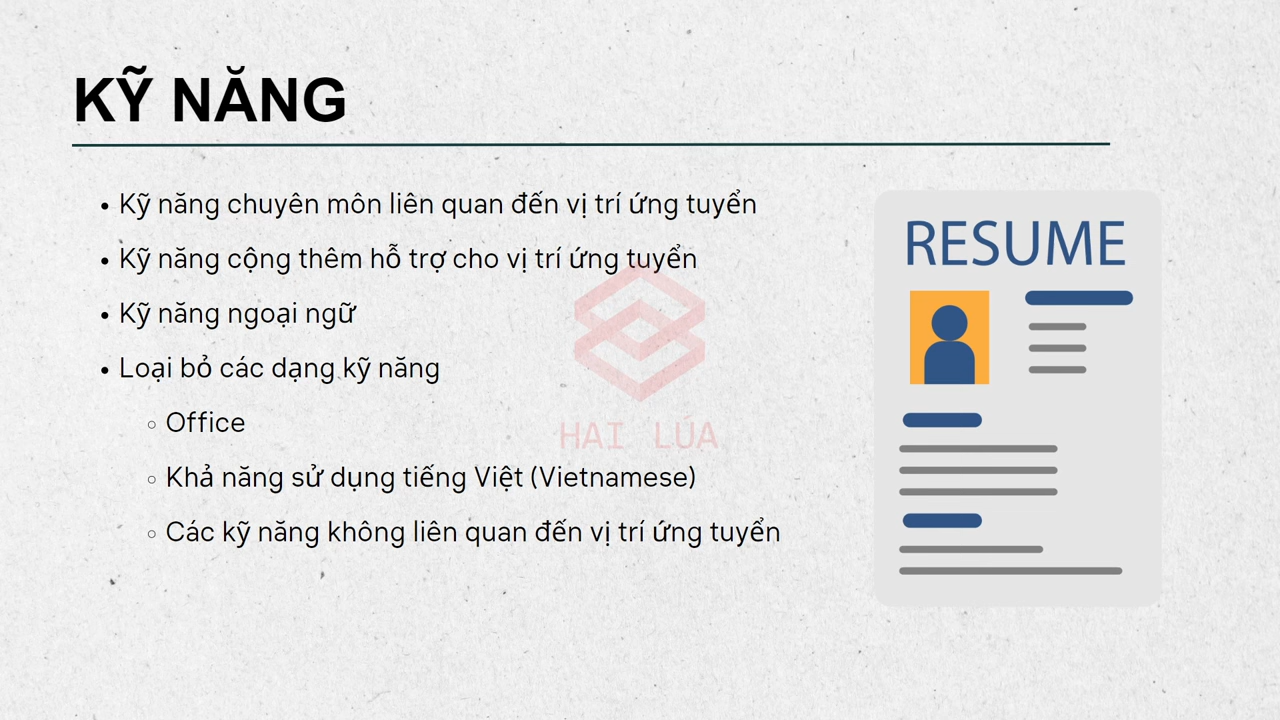 KỸ NĂNG
• Kỹ năng chuyên môn liên quan đến vị trí ứng tuyển
• Kỹ năng cộng thêm hỗ trợ cho vị trí ứng tuyển
• Kỹ năng ngoại ngữ
• Loại bỏ các dạng kỹ năng
○ Office
○ Khả năng sử dụng tiếng Việt (Vietnamese)
○ Các kỹ năng không liên quan đến vị trí ứng tuyển
HAI LÚA
RESUME